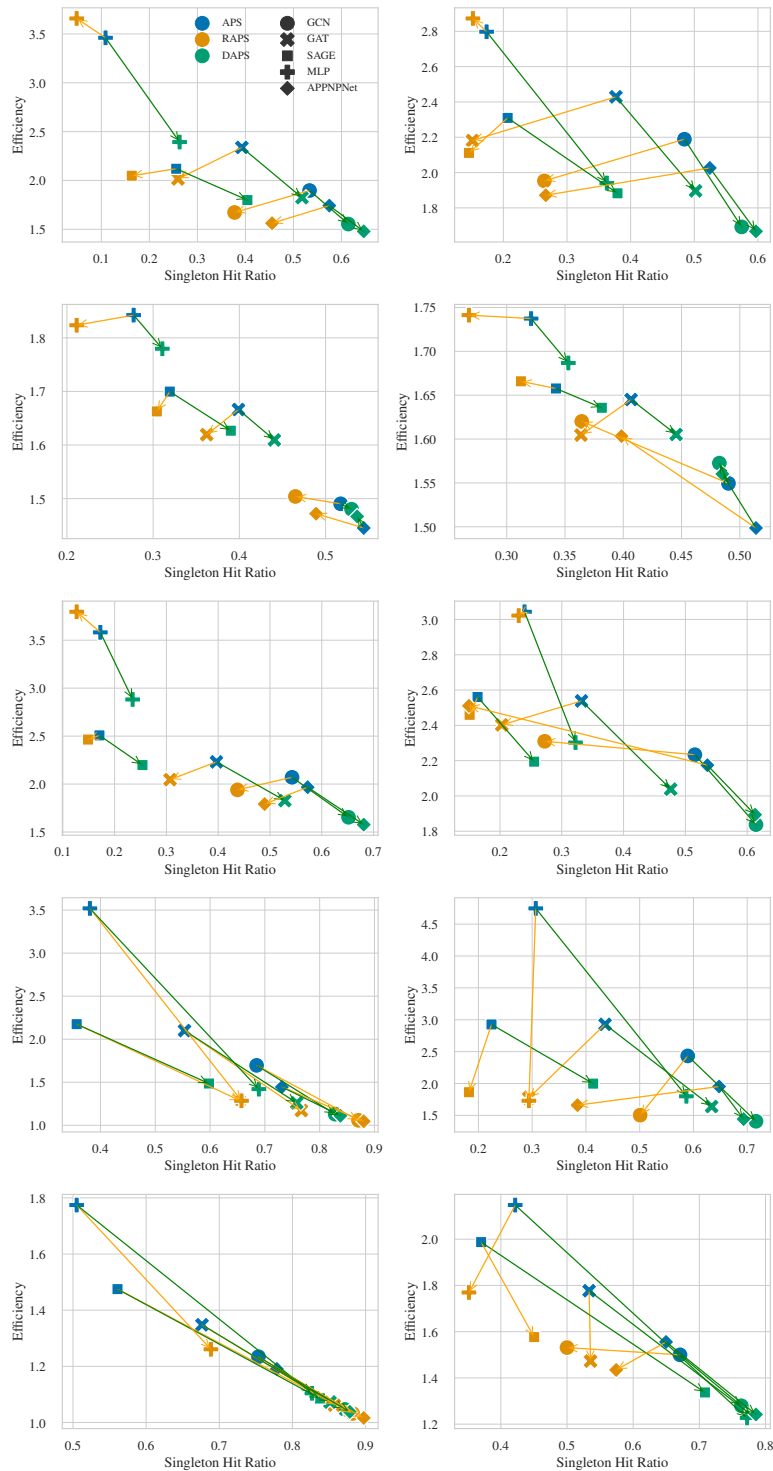 APS
RAPS
DAPS
GCN
GAT
SAGE
MLP
APPNPNet
3.5
3.0
2.5
2.0
1.5
Efficiency
0.1 0.2 0.3 0.4 0.5 0.6
Singleton Hit Ratio
2.8
2.6
2.4
2.2
2.0
1.8
Efficiency
0.2 0.3 0.4 0.5 0.6
Singleton Hit Ratio
1.8
1.7
1.6
1.5
Efficiency
0.2 0.3 0.4 0.5
Singleton Hit Ratio
1.75
1.70
1.65
1.60
1.55
1.50
Efficiency
0.30 0.35 0.40 0.45 0.50
Singleton Hit Ratio
3.5
3.0
2.5
2.0
1.5
Efficiency
0.1 0.2 0.3 0.4 0.5 0.6 0.7
Singleton Hit Ratio
3.0
2.8
2.6
2.4
2.2
2.0
1.8
Efficiency
0.2 0.3 0.4 0.5 0.6
Singleton Hit Ratio
3.5
3.0
2.5
2.0
1.5
1.0
Efficiency
0.4 0.5 0.6 0.7 0.8 0.9
Singleton Hit Ratio
4.5
4.0
3.5
3.0
2.5
2.0
1.5
Efficiency
0.2 0.3 0.4 0.5 0.6 0.7
Singleton Hit Ratio
1.8
1.6
1.4
1.2
1.0
Efficiency
0.5 0.6 0.7 0.8 0.9
Singleton Hit Ratio
2.0
1.8
1.6
1.4
1.2
Efficiency
0.4 0.5 0.6 0.7 0.8
Singleton Hit Ratio